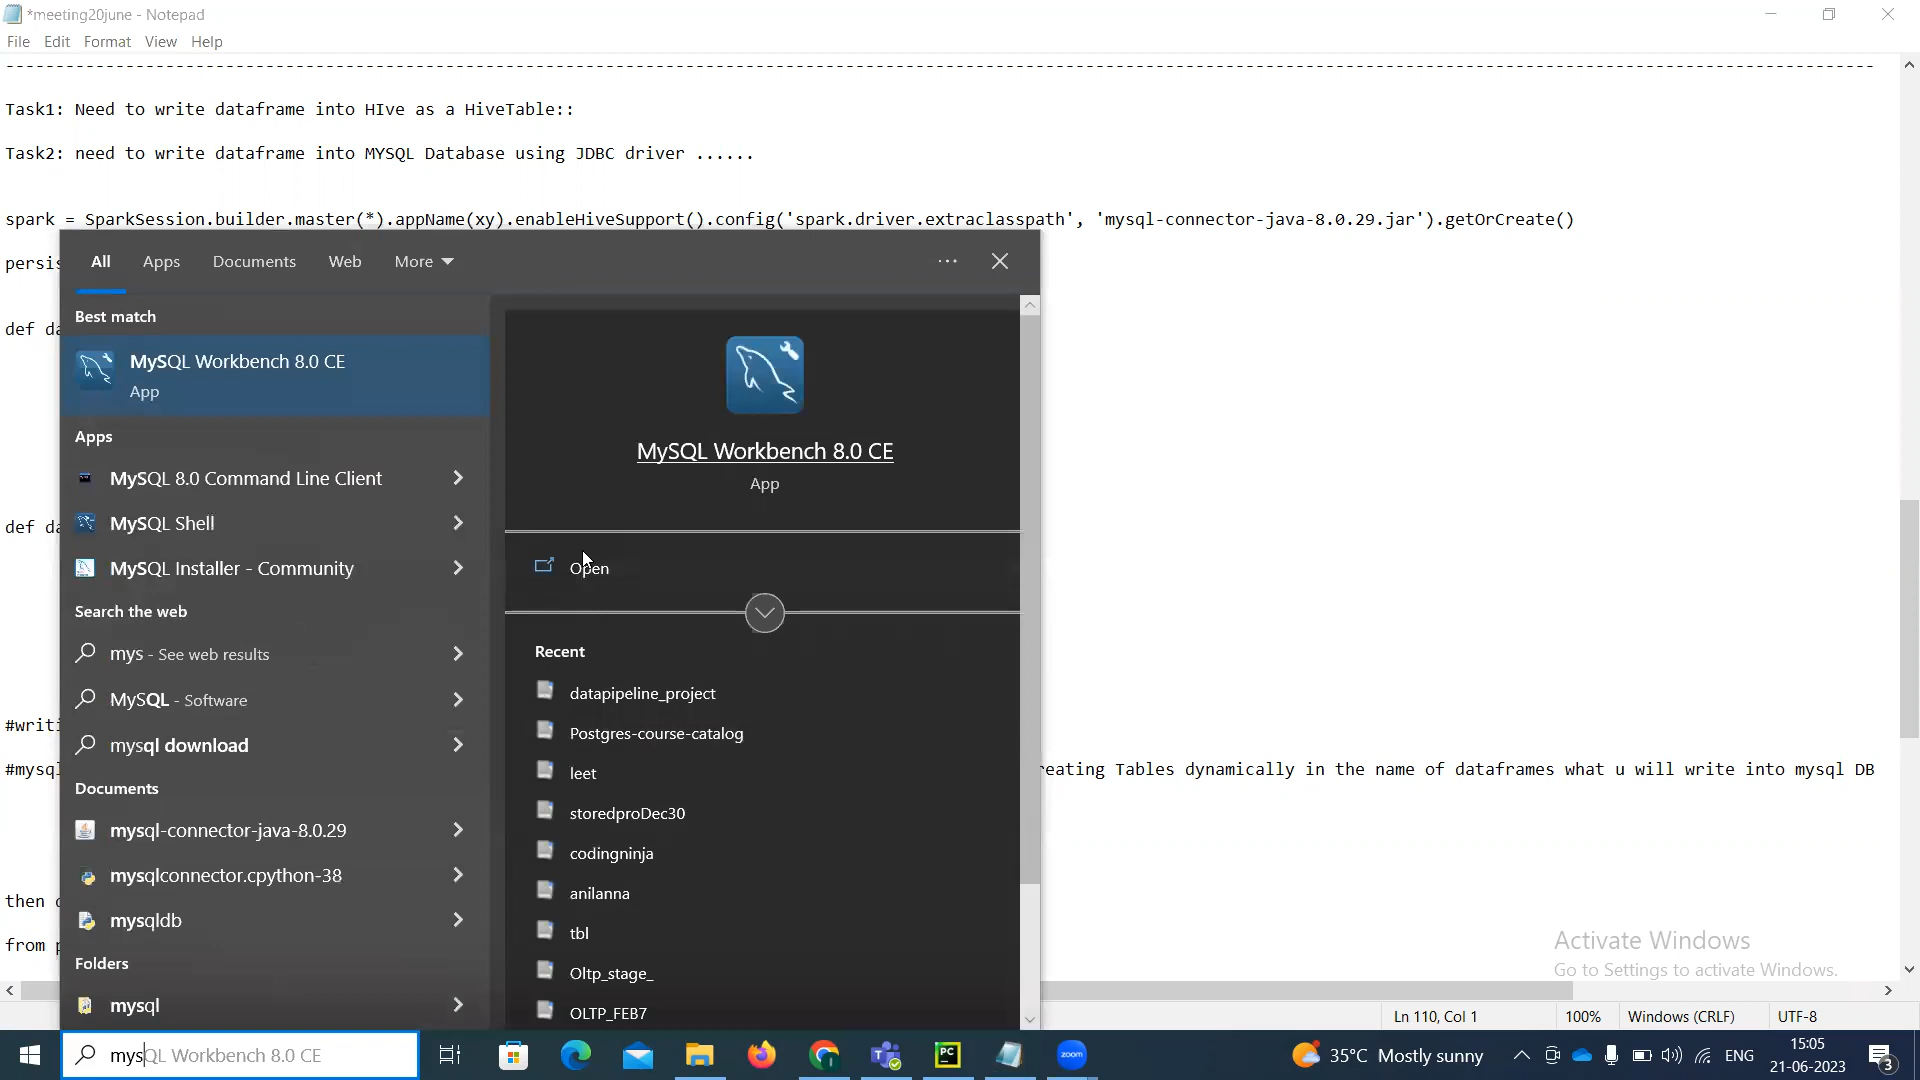 *meeting20june - Notepad
File Edit Format View Help
Task1: Need to write dataframe into HIve as a HiveTable::
Task2: need to write dataframe into MYSQL Database using JDBC driver ......
spark = SparkSession.builder.master(*).appName(xy).enableHiveSupport().config('spark.driver.extraclasspath', 'mysql-connector-java-8.0.29.jar').getOrCreate()
persis
def da
def da
#writi
#mysql
eating Tables dynamically in the name of dataframes what u will write into mysql DB
then
from p
All Apps Documents Web More
Best match
MySQL Workbench 8.0 CE
App
Apps
MySQL 8.0 Command Line Client
MySQL Shell
MySQL Installer - Community
Search the web
mys - See web results
MySQL - Software
mysql download
Documents
mysql-connector-java-8.0.29
mysqlconnector.cpython-38
mysqldb
Folders
mysql
MySQL Workbench 8.0 CE
App
Open
Recent
datapipeline_project
Postgres-course-catalog
leet
storedproDec30
codingninja
anilanna
tbl
Oltp_stage_
OLTP_FEB7
Activate Windows
Go to Settings to activate Windows.
Ln 110, Col 1 100% Windows (CRLF) UTF-8
mysQL Workbench 8.0 CE
PC
zoom
35°C Mostly sunny
ENG
15:05
21-06-2023
3